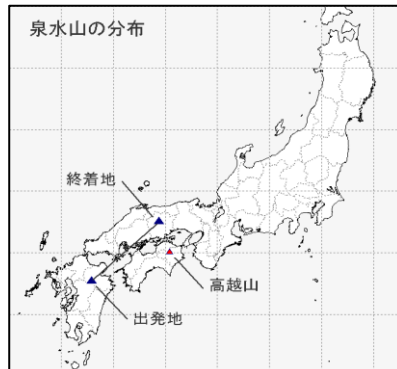 泉水山の分布
終着地
高越山
出発地